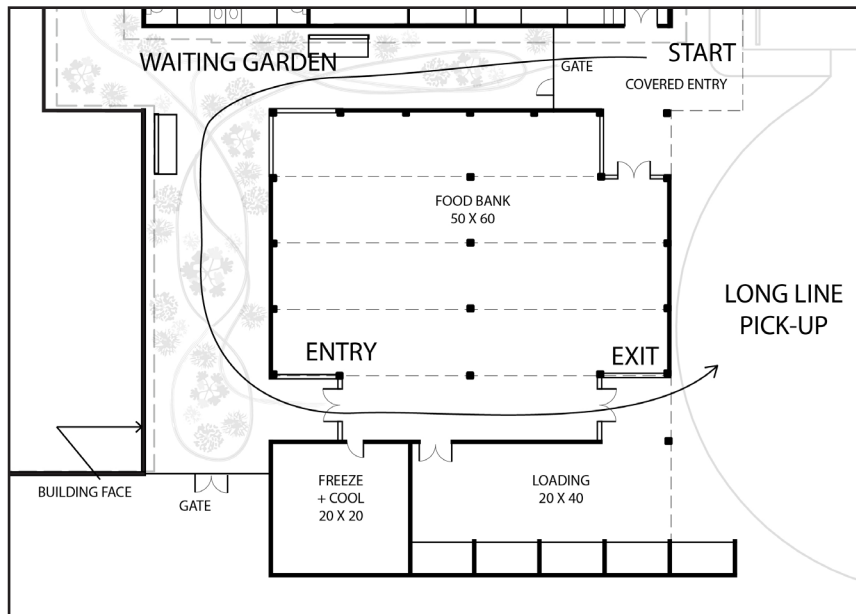 WAITING GARDEN
START
GATE
COVERED ENTRY
FOOD BANK
50 X 60
LONG LINE
PICK-UP
ENTRY
EXIT
BUILDING FACE
GATE
FREEZE
+ COOL
20 X 20
LOADING
20 X 40